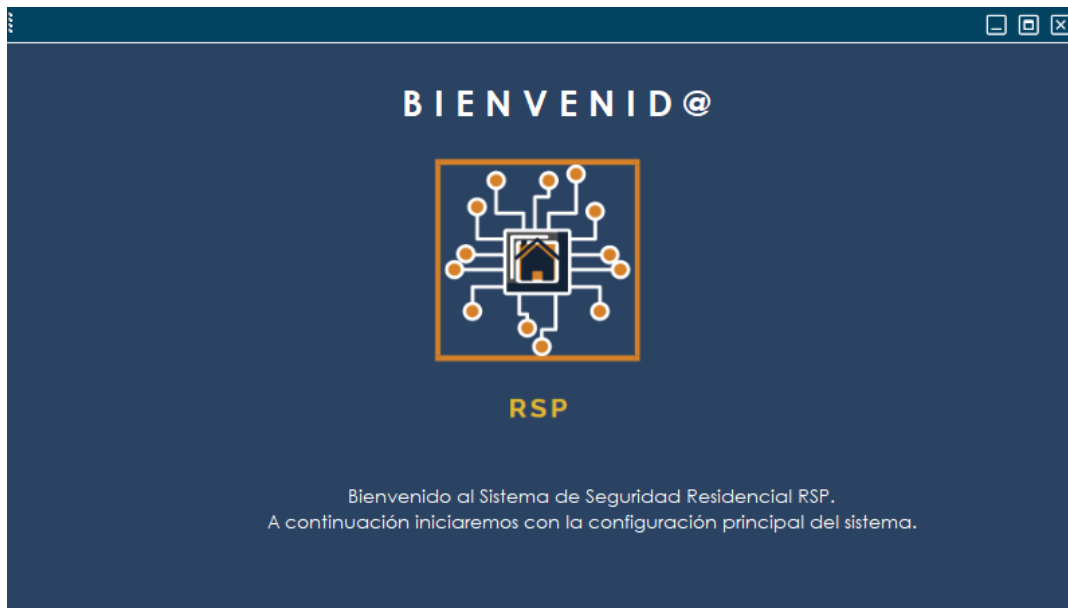 BIENVENID@
RSP
Bienvenido al Sistema de Seguridad Residencial RSP.
A continuación iniciaremos con la configuración principal del sistema.